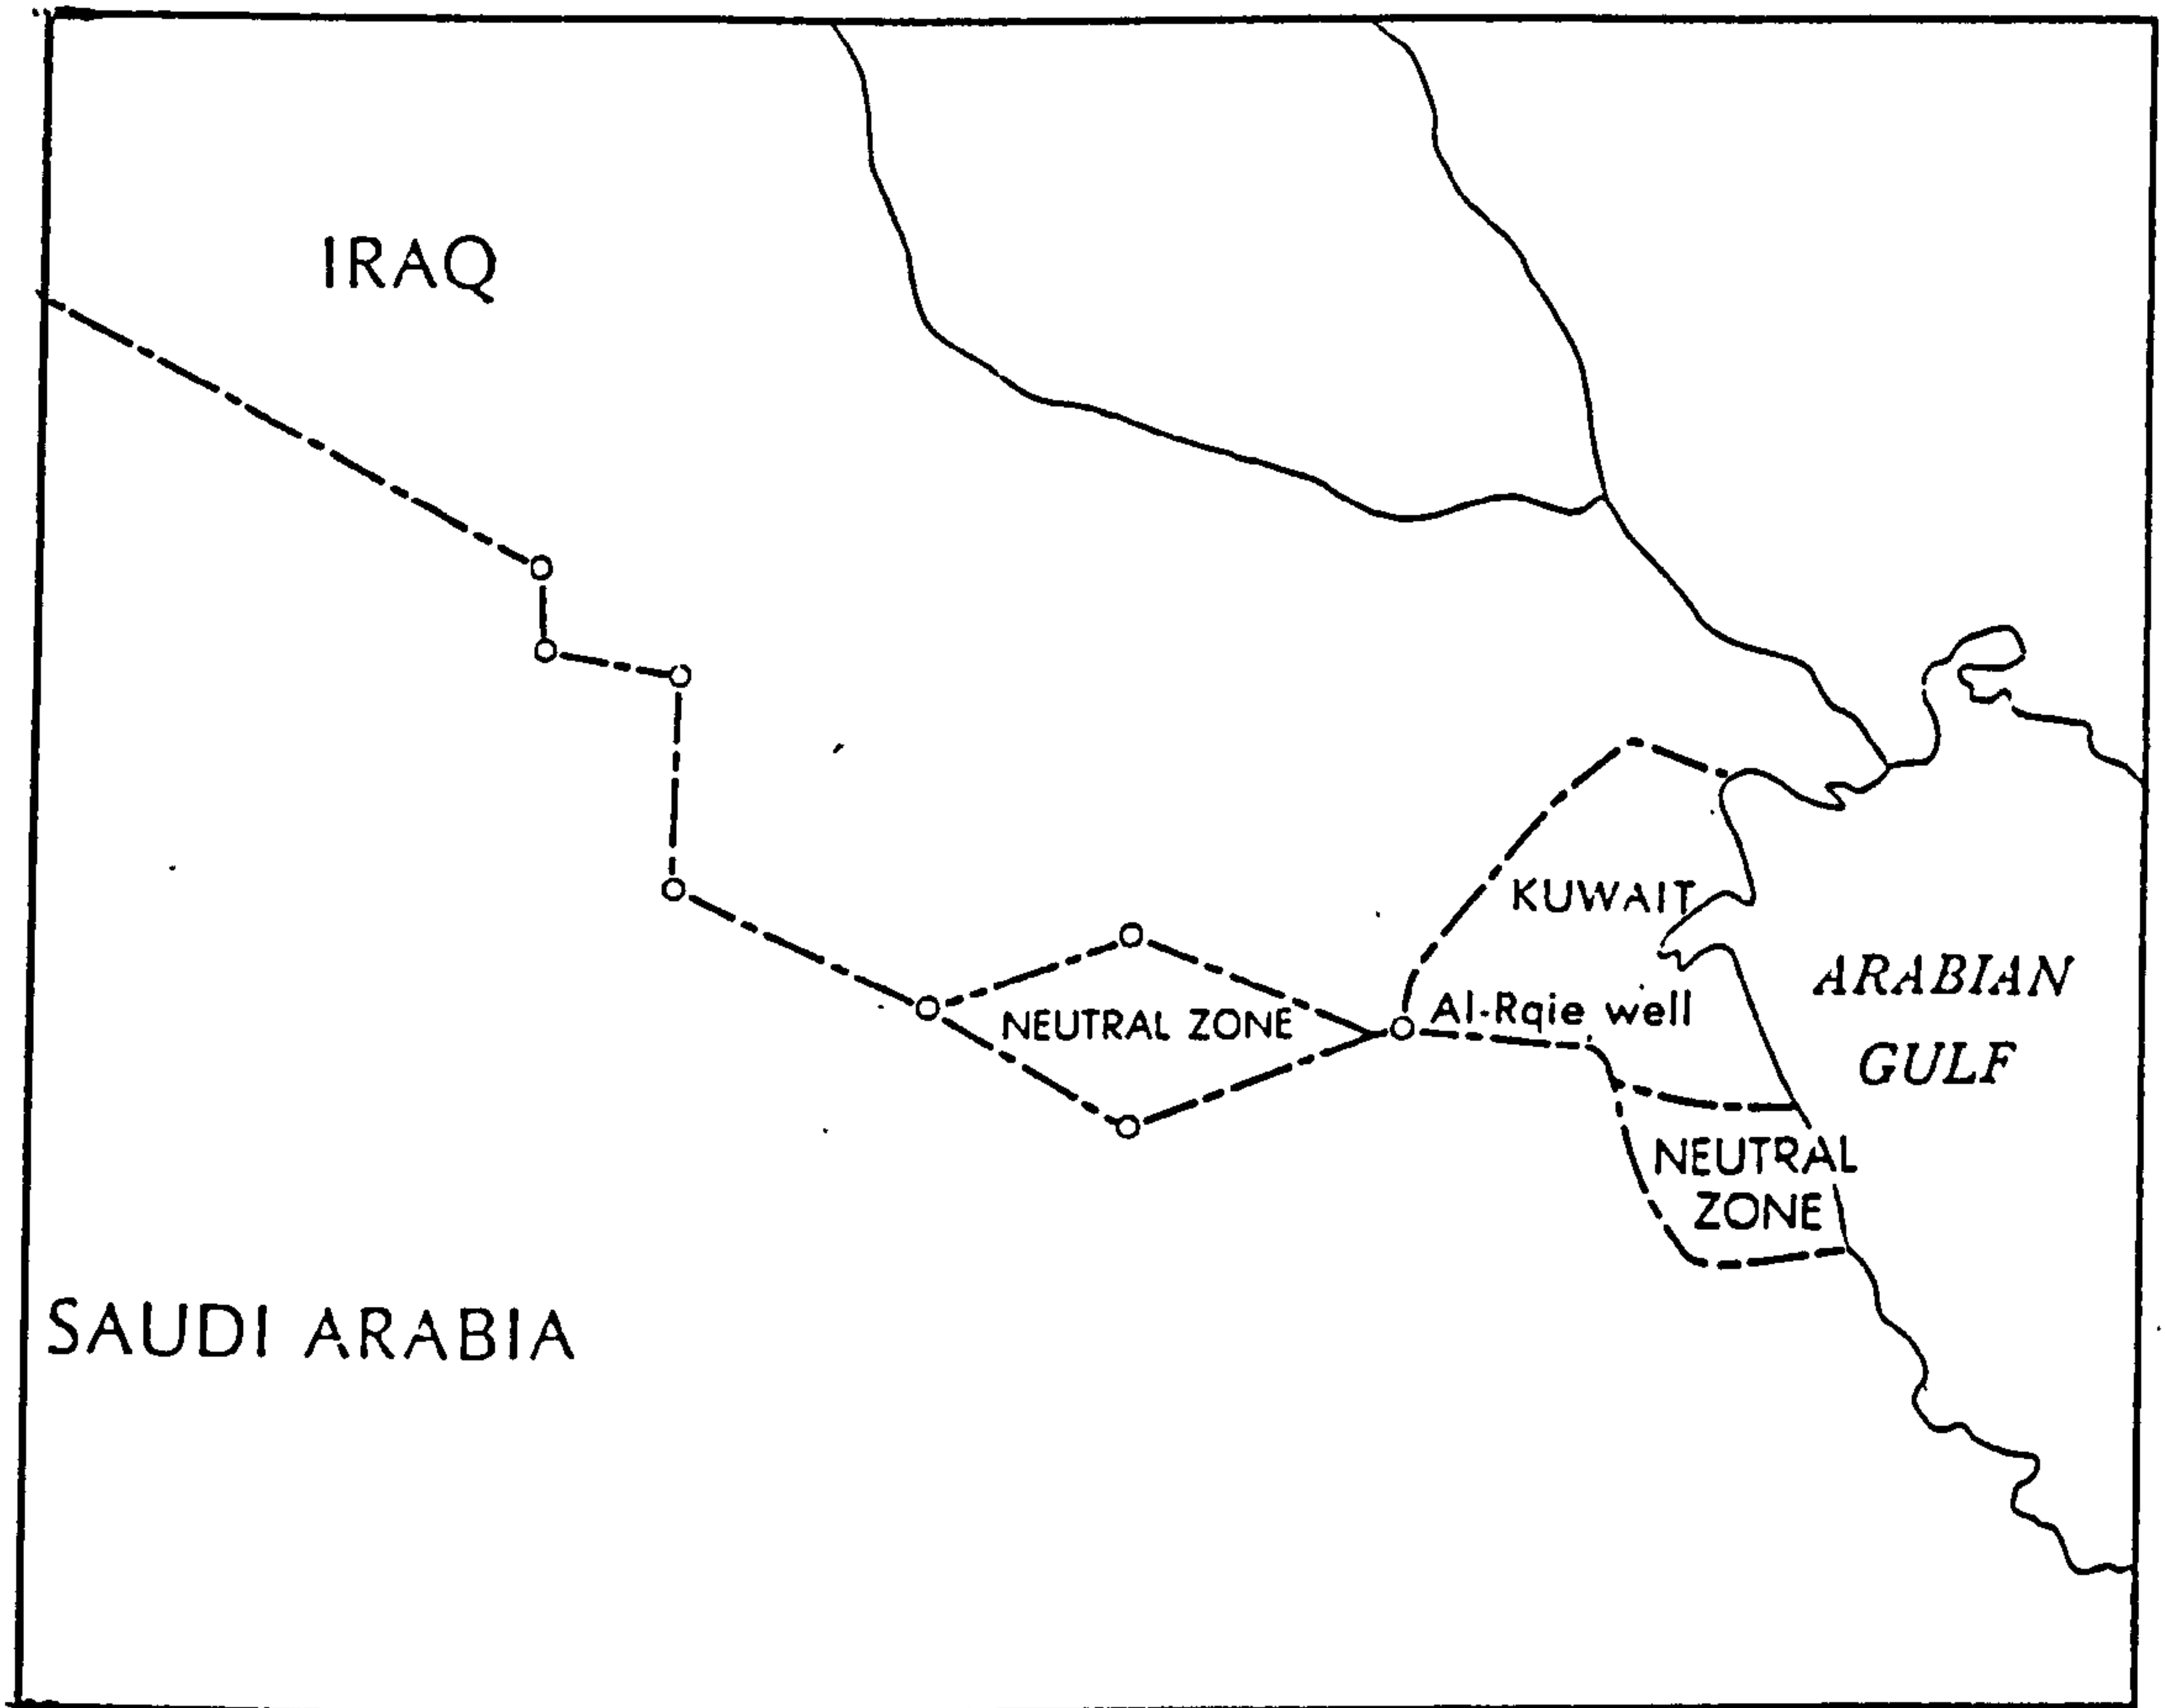 IRAQ
KUWAIT
ARABIAN
GULF
Al-Rqie well
NEUTRAL ZONE
NEUTRAL
ZONE
SAUDI ARABIA